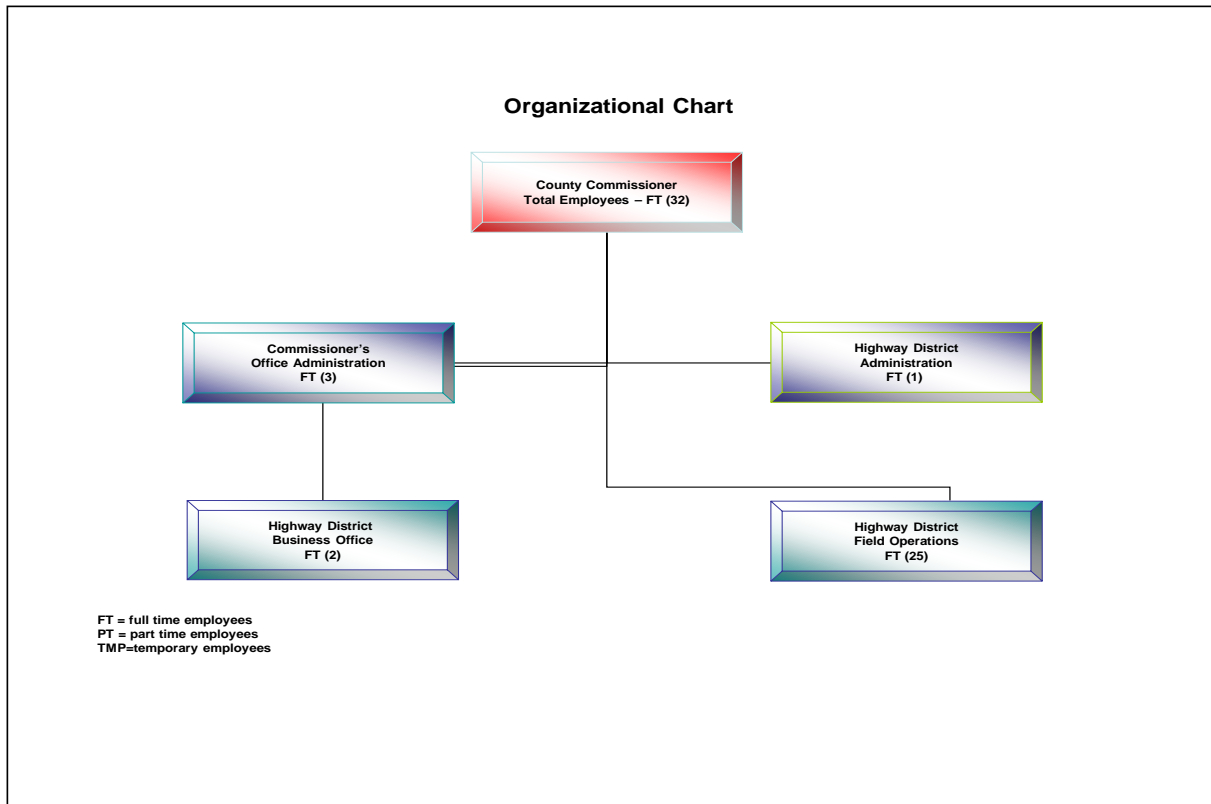 Organizational Chart
County Commissioner
Total Employees – FT (32)
Commissioner's
Office Administration
FT (3)
Highway District
Administration
FT (1)
Highway District
Business Office
FT (2)
Highway District
Field Operations
FT (25)
FT = full time employees
PT = part time employees
TMP=temporary employees